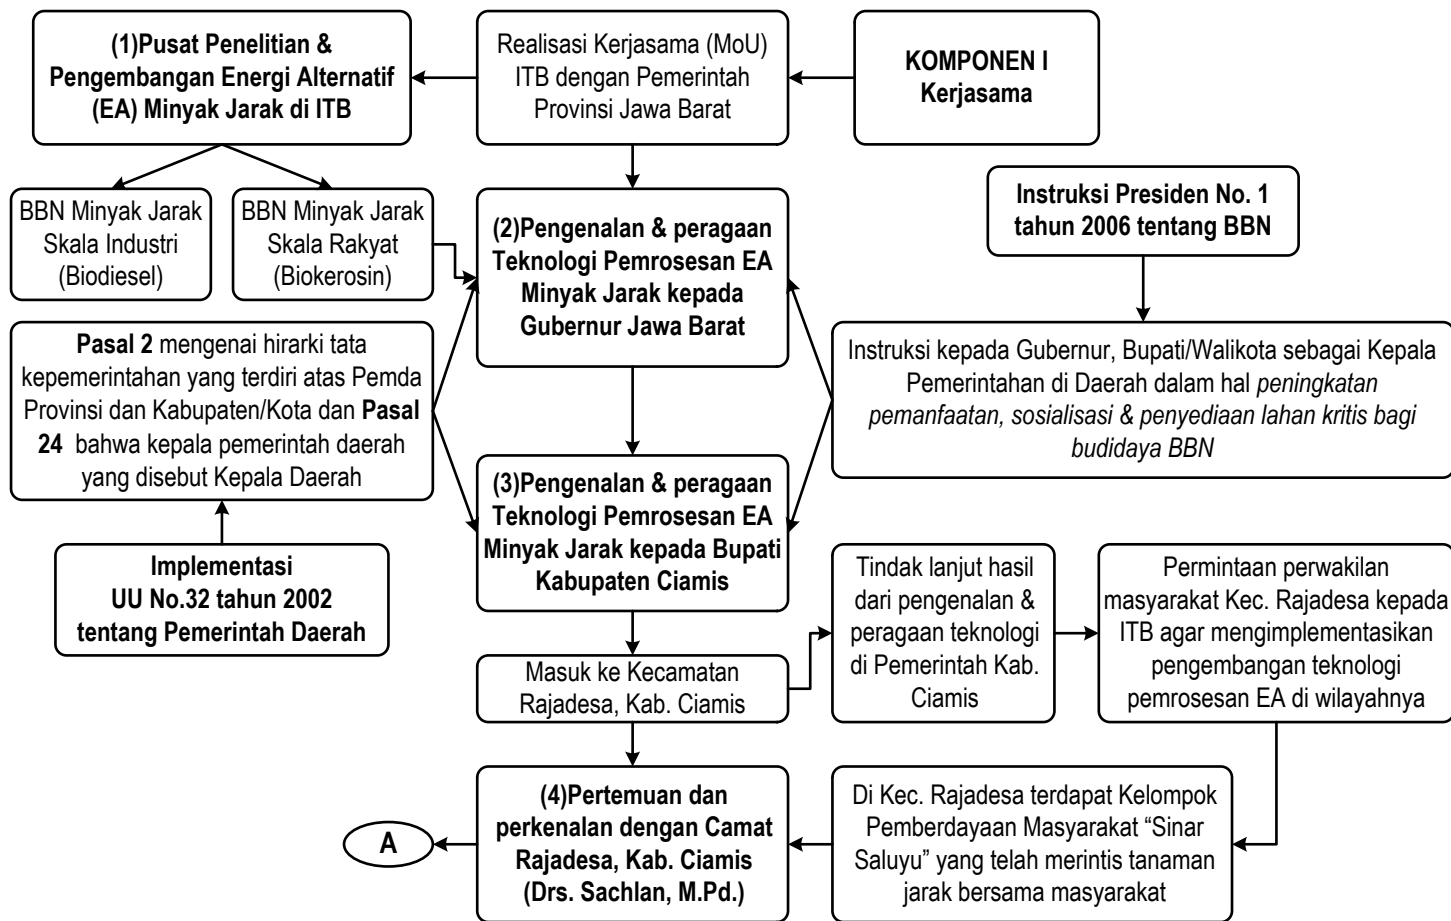 (1)Pusat Penelitian &
Pengembangan Energi Alternatif
(EA) Minyak Jarak di ITB
Realisasi Kerjasama (MoU)
ITB dengan Pemerintah
Provinsi Jawa Barat
KOMPONEN I
Kerjasama
BBN Minyak Jarak
Skala Industri
(Biodiesel)
BBN Minyak Jarak
Skala Rakyat
(Biokerosin)
(2)Pengenalan & peragaan
Teknologi Pemrosesan EA
Minyak Jarak kepada
Gubernur Jawa Barat
Instruksi Presiden No. 1
tahun 2006 tentang BBN
Pasal 2 mengenai hirarki tata
kepemerintahan yang terdiri atas Pemda
Provinsi dan Kabupaten/Kota dan Pasal
24 bahwa kepala pemerintah daerah
yang disebut Kepala Daerah
Instruksi kepada Gubernur, Bupati/Walikota sebagai Kepala
Pemerintahan di Daerah dalam hal peningkatan
pemanfaatan, sosialisasi & penyediaan lahan kritis bagi
budidaya BBN
(3)Pengenalan & peragaan
Teknologi Pemrosesan EA
Minyak Jarak kepada Bupati
Kabupaten Ciamis
Implementasi
UU No.32 tahun 2002
tentang Pemerintah Daerah
Masuk ke Kecamatan
Rajadesa, Kab. Ciamis
Tindak lanjut hasil
dari pengenalan &
peragaan teknologi
di Pemerintah Kab.
Ciamis
Permintaan perwakilan
masyarakat Kec. Rajadesa kepada
ITB agar mengimplementasikan
pengembangan teknologi
pemrosesan EA di wilayahnya
A
(4)Pertemuan dan
perkenalan dengan Camat
Rajadesa, Kab. Ciamis
(Drs. Sachlan, M.Pd.)
Di Kec. Rajadesa terdapat Kelompok
Pemberdayaan Masyarakat “Sinar
Saluyu” yang telah merintis tanaman
jarak bersama masyarakat